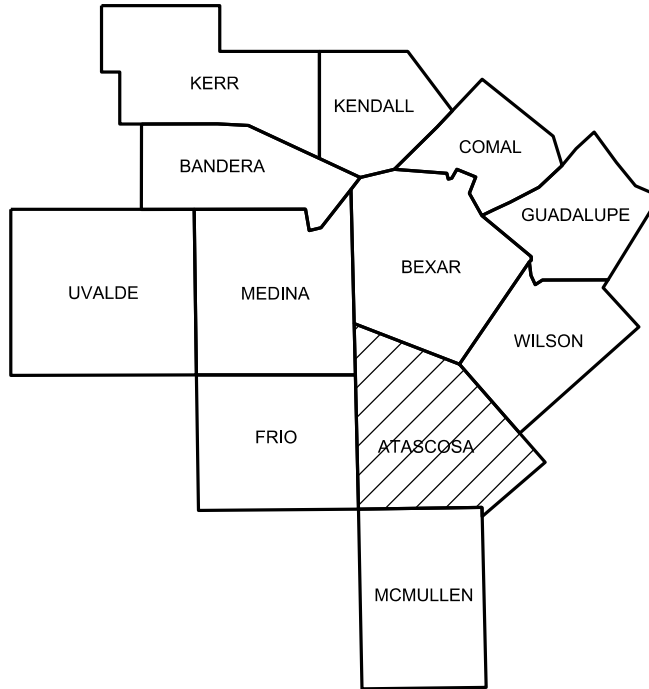 KERR
KENDALL
COMAL
BANDERA
GUADALUPE
BEXAR
UVALDE
MEDINA
WILSON
FRIO
ATASCOSA
MCMULLEN